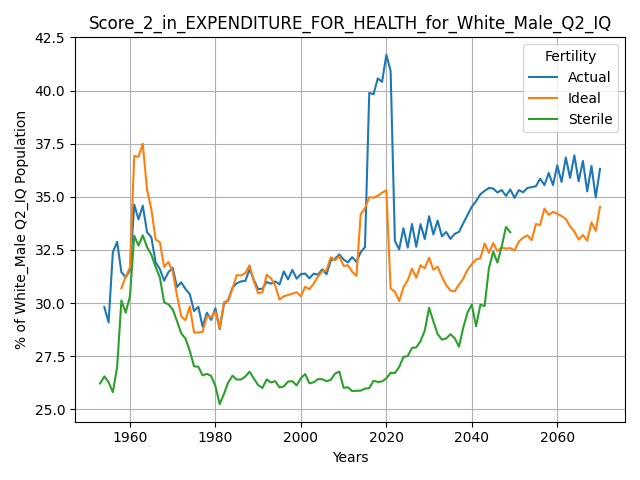 Score_2_in_EXPENDITURE_FOR_HEALTH_for_White_Male_Q2_IQ
42.5
40.0
37.5
35.0
32.5
30.0
27.5
25.0
% of White_Male Q2_IQ Population
Fertility
Actual
Ideal
Sterile
1960
1980
2000
2020
2040
2060
Years